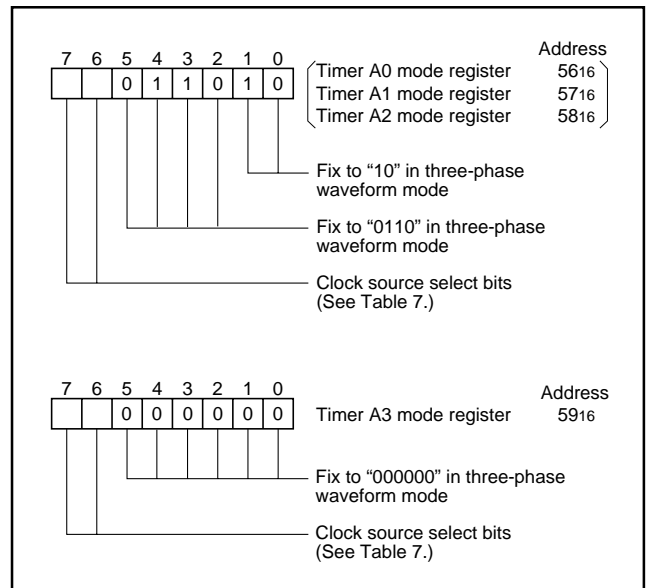 Address
7 6 5 4 3 2 1 0
0 1 1 0 1 0
Timer A0 mode register 5616
Timer A1 mode register 5716
Timer A2 mode register 5816
Fix to “10” in three-phase
waveform mode
Fix to “0110” in three-phase
waveform mode
Clock source select bits
(See Table 7.)
7 6 5 4 3 2 1 0
Address
0 0 0 0 0 0
Timer A3 mode register 5916
Fix to “000000” in three-phase
waveform mode
Clock source select bits
(See Table 7.)